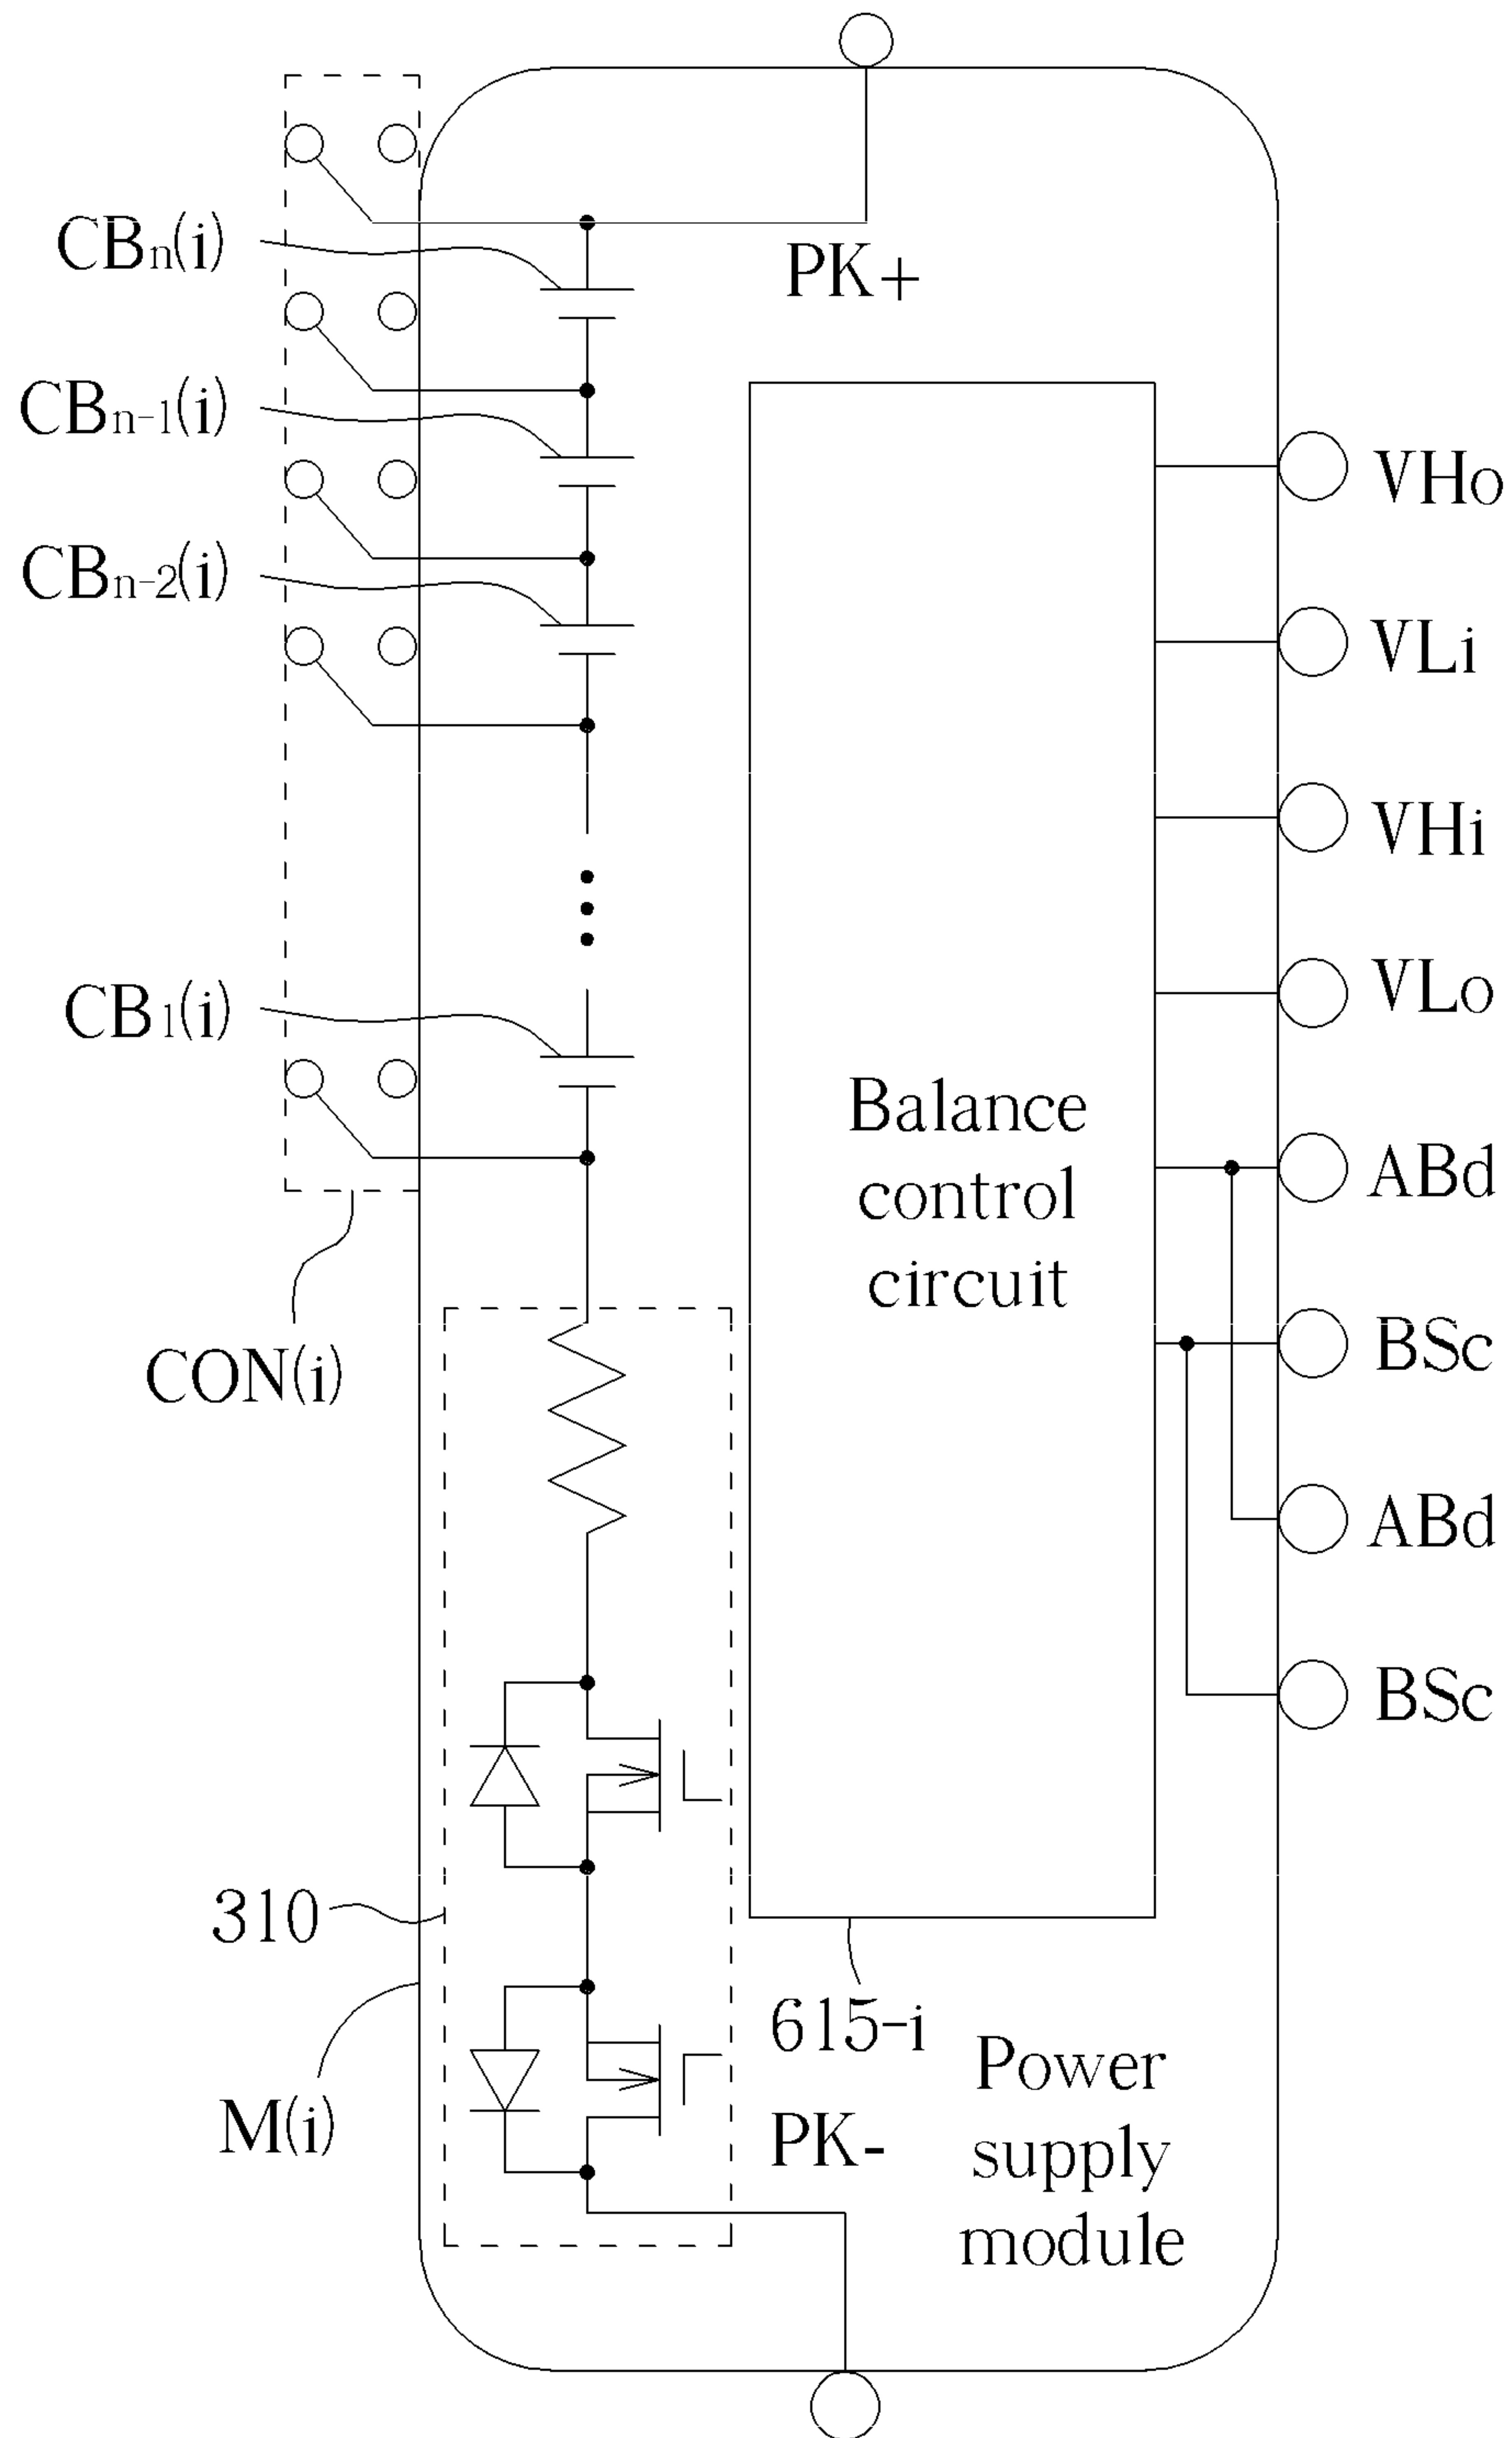 CBn(i)
PK+
CBn-1(i)
VHo
CBn-2(i)
VLi
VHi
VLo
CB1(i)
Balance
control
circuit
ABd
BSc
CON(i)
ABd
BSc
310
615-i
M(i)
PK-
Power
supply
module